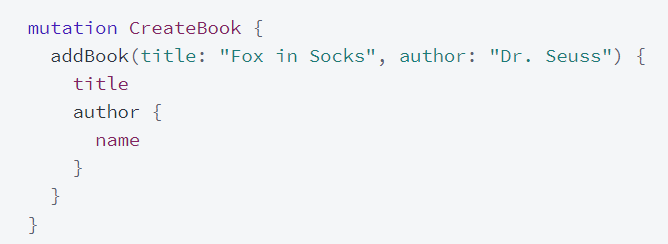 mutation CreateBook {
  addBook(title: "Fox in Socks", author: "Dr. Seuss") {
    title
    author {
      name
    }
  }
}